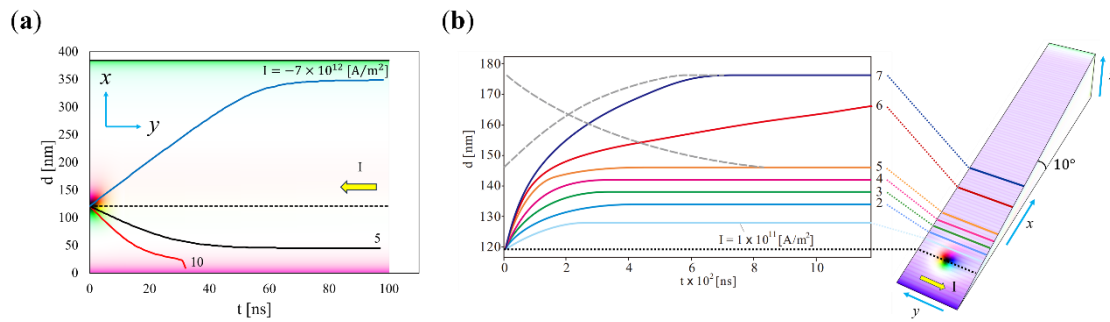 (a)
(b)
400
350
300
250
200
150
100
50
0
d [nm]
x
y
I = −7 × 10¹² [A/m²]
I
5
10
0
20
40
60
80
100
t [ns]
180
170
160
150
140
130
120
d [nm]
I = 1 x 10¹¹ [A/m²]
0
2
4
6
8
10
t x 10² [ns]
7
6
5
4
3
2
10°
x
I
y